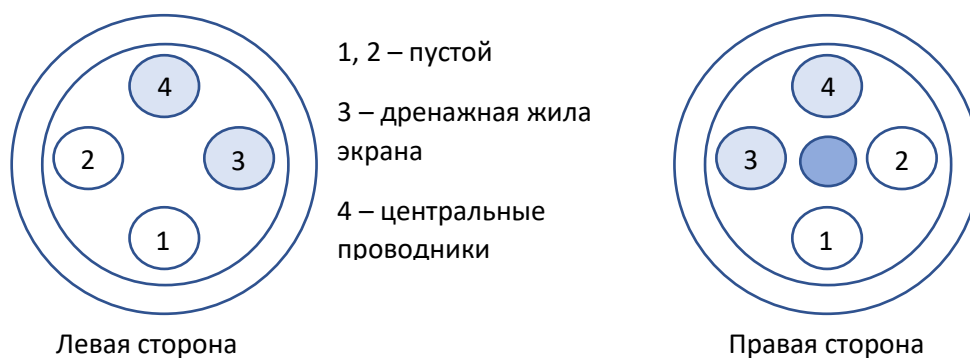 4
2
3
1
Левая сторона
1, 2 – пустой
3 – дренажная жила
экрана
4 – центральные
проводники
4
3
2
1
Правая сторона